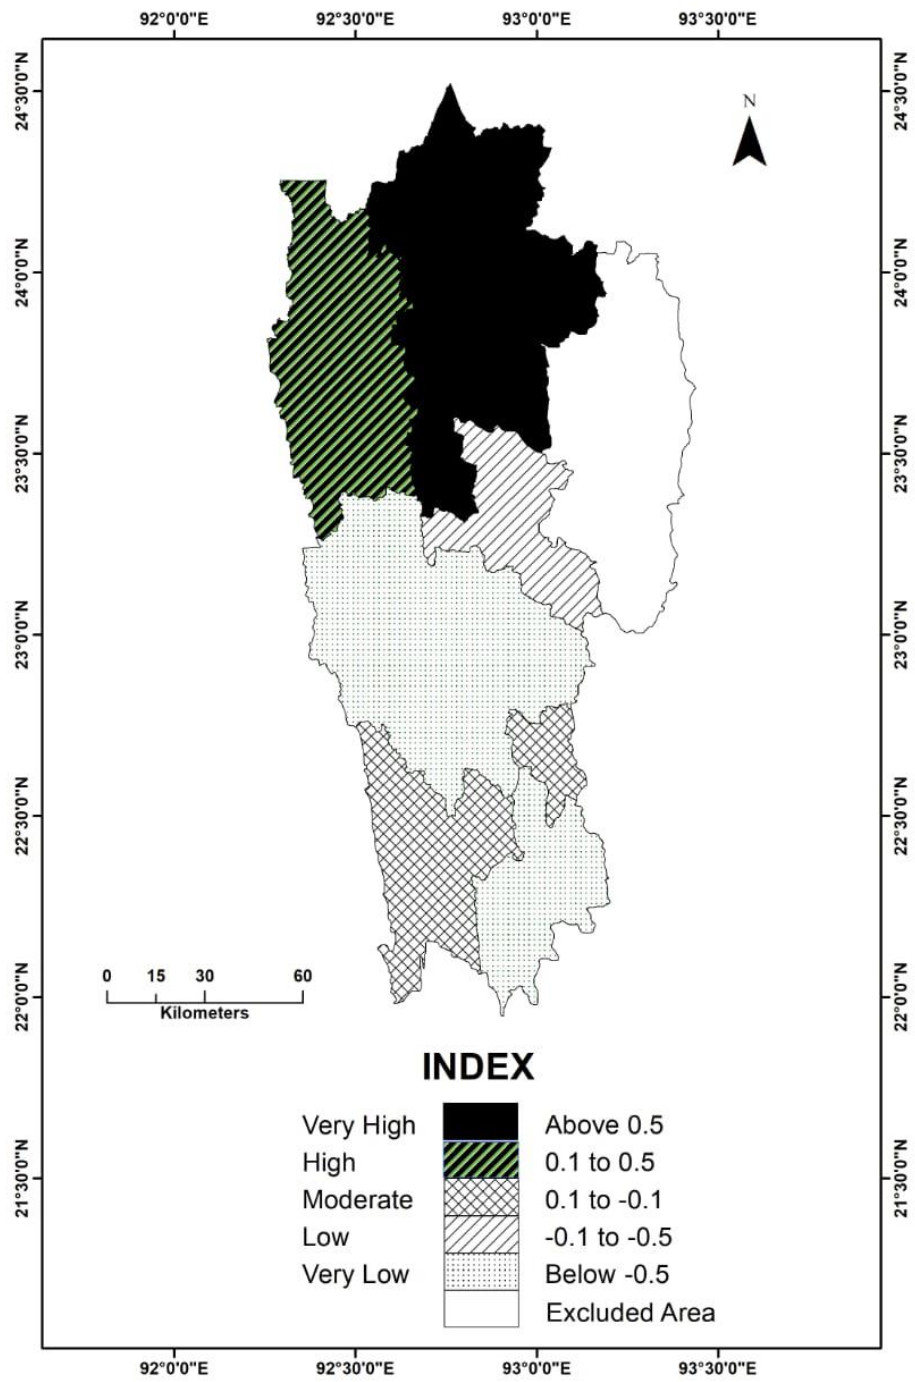 92°0'0"E 92°30'0"E 93°0'0"E 93°30'0"E
24°30'0"N 24°30'0"N
N
24°0'0"N 24°0'0"N
23°30'0"N 23°30'0"N
23°0'0"N 23°0'0"N
22°30'0"N 22°30'0"N
0 15 30 60
Kilometers
22°0'0"N 22°0'0"N
INDEX
Very High Above 0.5
High 0.1 to 0.5
Moderate 0.1 to -0.1
Low -0.1 to -0.5
Very Low Below -0.5
Excluded Area
21°30'0"N 21°30'0"N
92°0'0"E 92°30'0"E 93°0'0"E 93°30'0"E